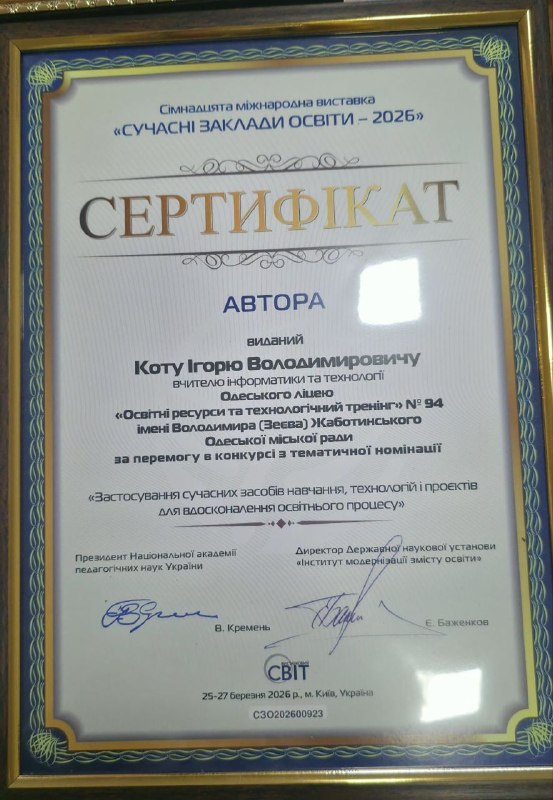 Сімнадцята міжнародна виставка
«СУЧАСНІ ЗАКЛАДИ ОСВІТИ – 2026»
СЕРТИФІКАТ
АВТОРА
виданий
Коту Ігорю Володимировичу
вчителю інформатики та технології
Одеського ліцею
«Освітні ресурси та технологічний тренінг» № 94
імені Володимира (Зеєва) Жаботинського
Одеської міської ради
за перемогу в конкурсі з тематичної номінації
«Застосування сучасних засобів навчання, технологій і проєктів
для вдосконалення освітнього процесу»
Президент Національної академії
педагогічних наук України
В. Кремень
Директор Державної наукової установи
«Інститут модернізації змісту освіти»
Є. Баженков
СВІТ
25-27 березня 2026 р., м. Київ, Україна
СЗО202600923